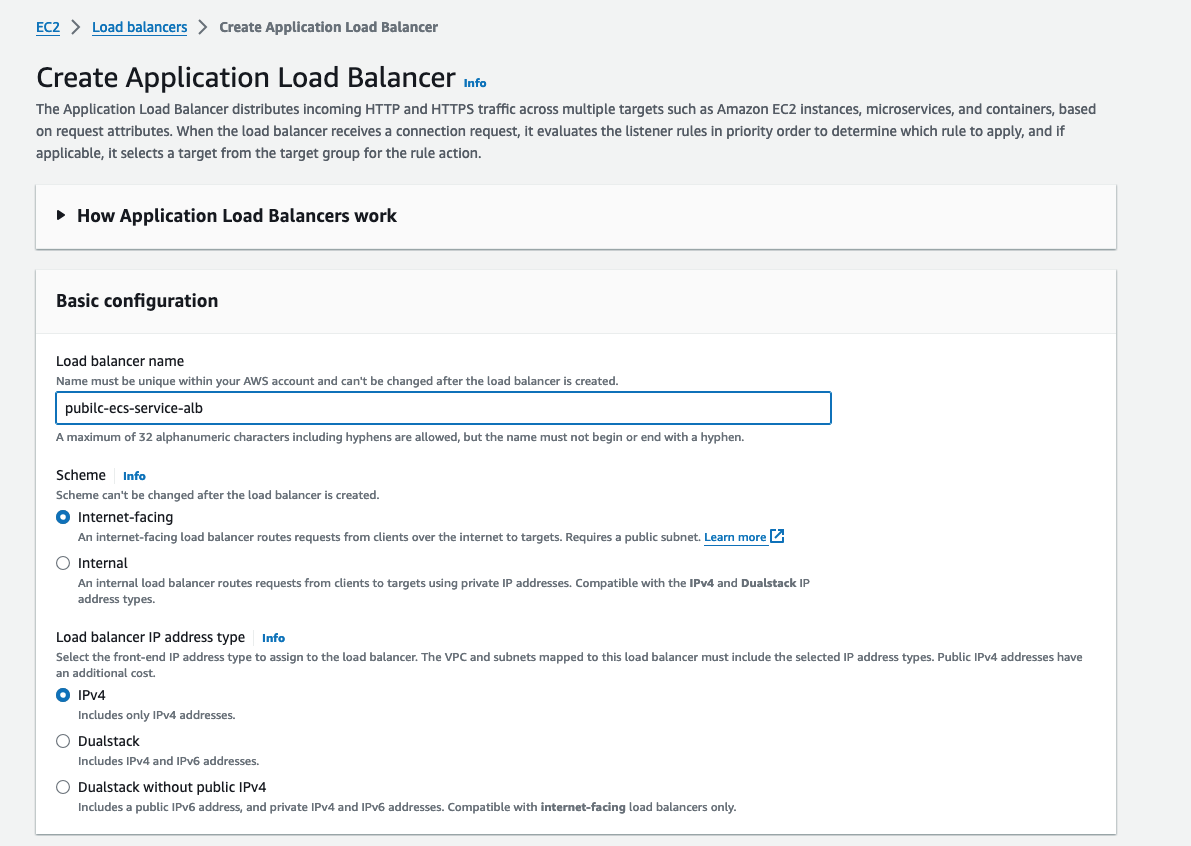 EC2 > Load balancers > Create Application Load Balancer
Create Application Load Balancer Info
The Application Load Balancer distributes incoming HTTP and HTTPS traffic across multiple targets such as Amazon EC2 instances, microservices, and containers, based
on request attributes. When the load balancer receives a connection request, it evaluates the listener rules in priority order to determine which rule to apply, and if
applicable, it selects a target from the target group for the rule action.
How Application Load Balancers work
Basic configuration
Load balancer name
Name must be unique within your AWS account and can't be changed after the load balancer is created.
pubilc-ecs-service-alb
A maximum of 32 alphanumeric characters including hyphens are allowed, but the name must not begin or end with a hyphen.
Scheme Info
Scheme can't be changed after the load balancer is created.
Internet-facing
An internet-facing load balancer routes requests from clients over the internet to targets. Requires a public subnet. Learn more
Internal
An internal load balancer routes requests from clients to targets using private IP addresses. Compatible with the IPv4 and Dualstack IP
address types.
Load balancer IP address type Info
Select the front-end IP address type to assign to the load balancer. The VPC and subnets mapped to this load balancer must include the selected IP address types. Public IPv4 addresses have
an additional cost.
IPv4
Includes only IPv4 addresses.
Dualstack
Includes IPv4 and IPv6 addresses.
Dualstack without public IPv4
Includes a public IPv6 address, and private IPv4 and IPv6 addresses. Compatible with internet-facing load balancers only.